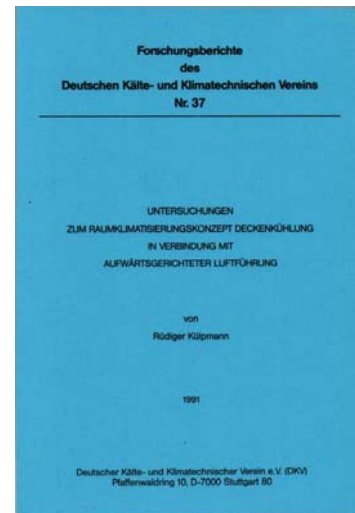 Forschungsberichte
des
Deutschen Kälte- und Klimatechnischen Vereins
Nr. 37
UNTERSUCHUNGEN
ZUM RAUMKLIMATISIERUNGSKONZEPT DECKENKÜHLUNG
IN VERBINDUNG MIT
AUFWÄRTSGERICHTETER LUFTFÜHRUNG
von
Rüdiger Külpmann
1991
Deutscher Kälte- und Klimatechnischer Verein e.V. (DKV)
Pfaffenwaldring 10, D-7000 Stuttgart 80